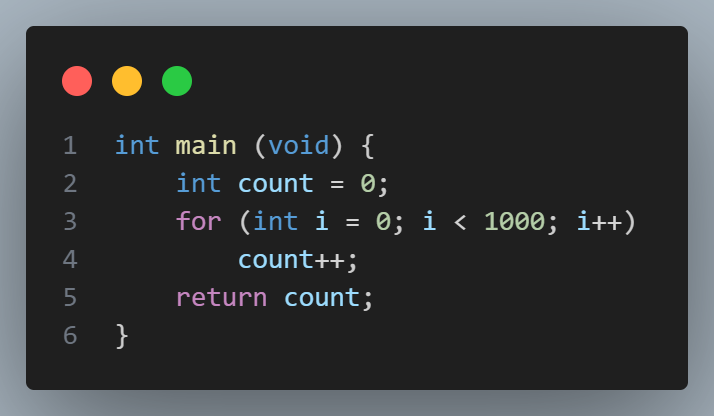 1 int main (void) {
2     int count = 0;
3     for (int i = 0; i < 1000; i++)
4         count++;
5     return count;
6 }